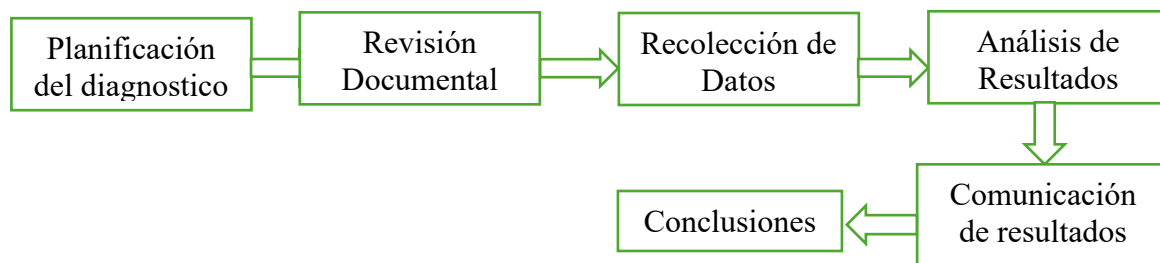 Planificación
del diagnostico
Revisión
Documental
Recolección de
Datos
Análisis de
Resultados
Comunicación
de resultados
Conclusiones